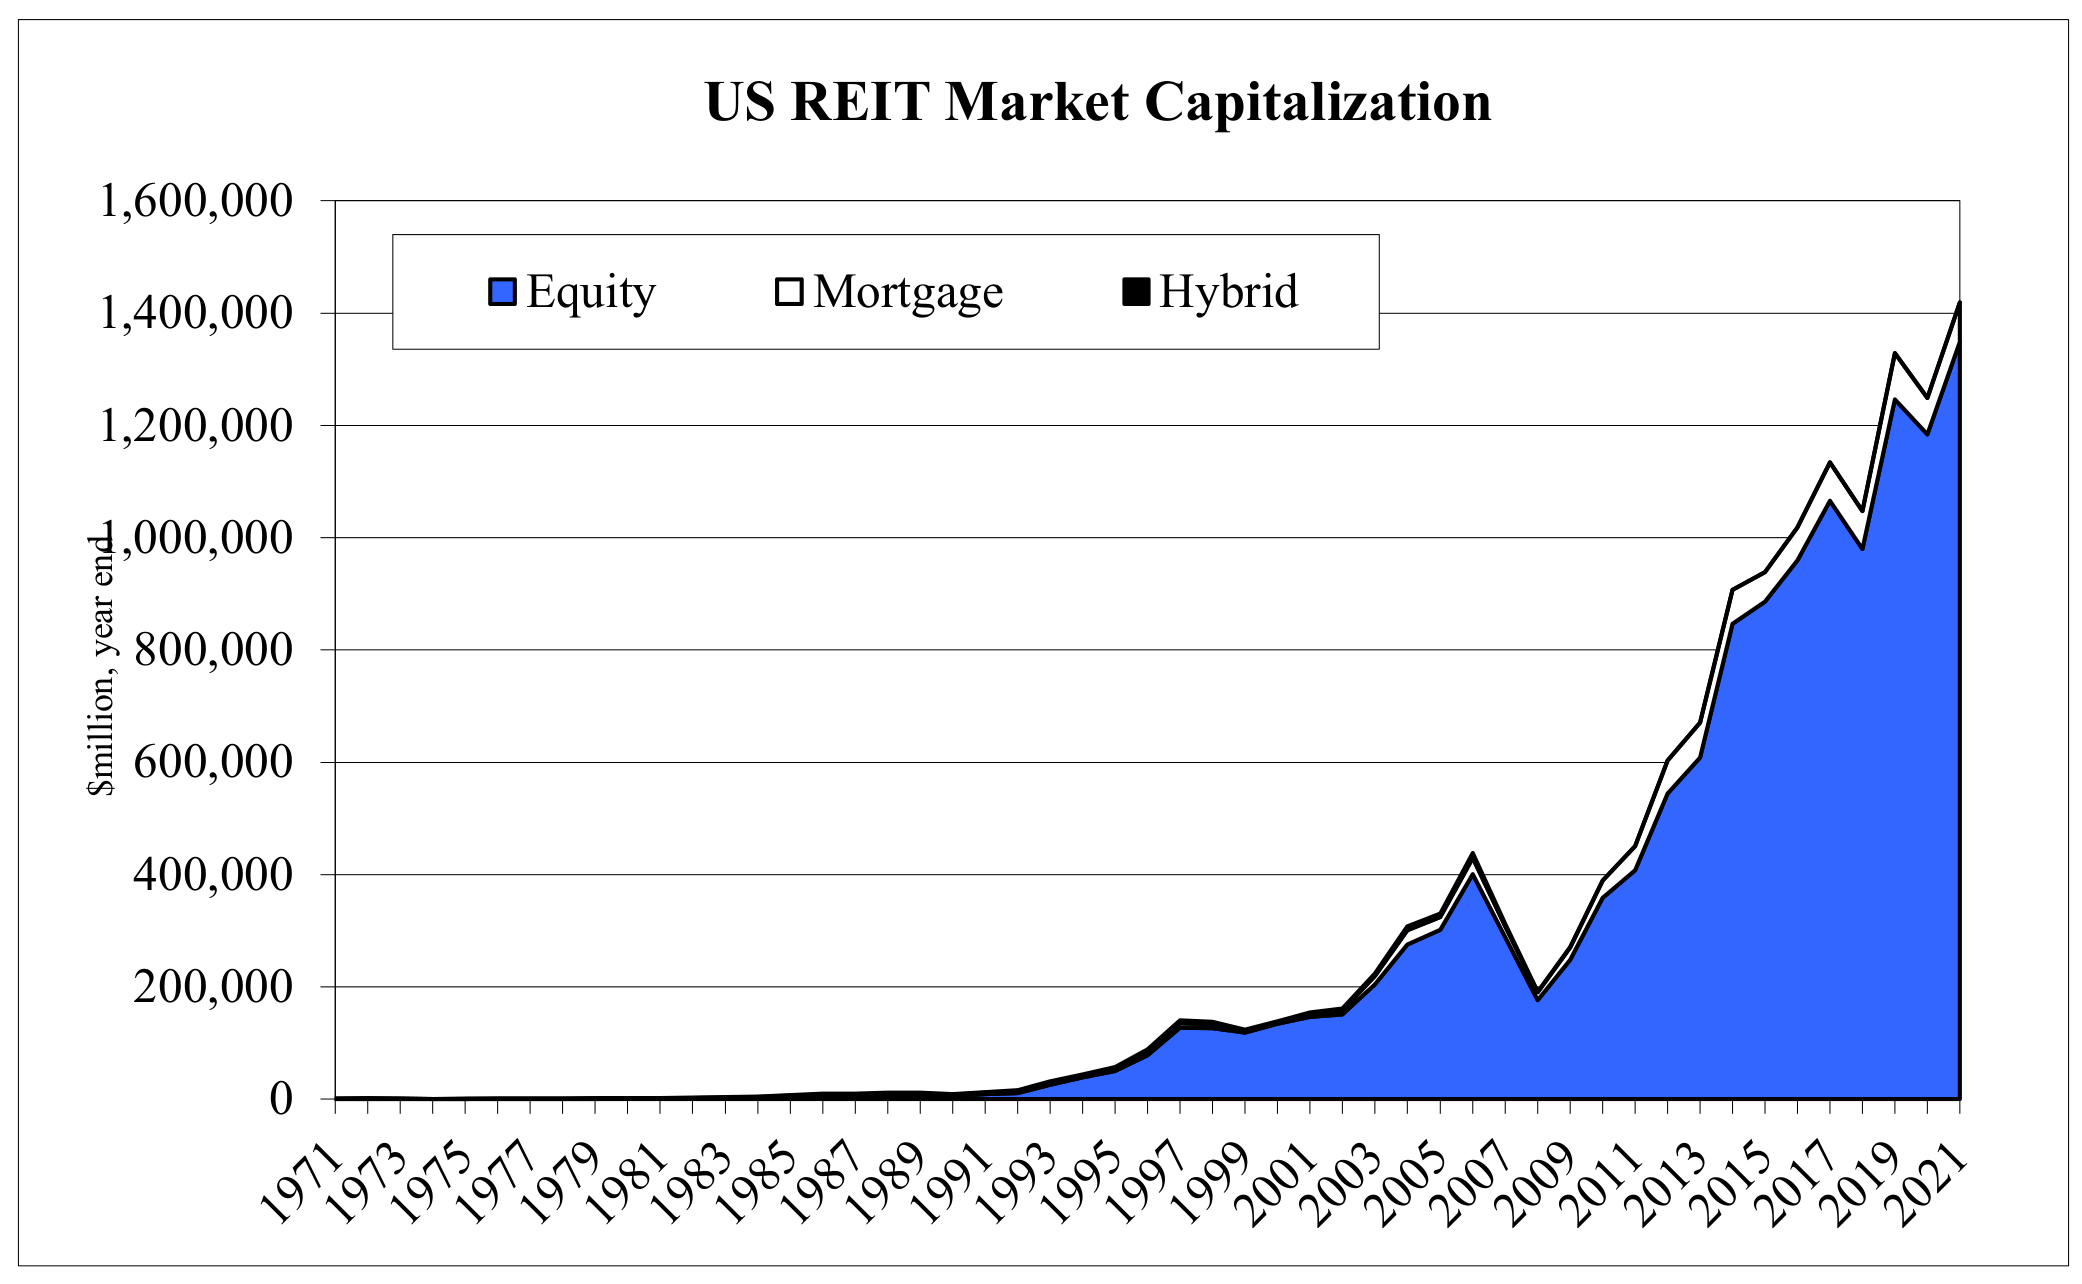 US REIT Market Capitalization
1,600,000
1,400,000
1,200,000
1,000,000
800,000
600,000
400,000
200,000
0
$million, year end
Equity Mortgage Hybrid
1971 1973 1975 1977 1979 1981 1983 1985 1987 1989 1991 1993 1995 1997 1999 2001 2003 2005 2007 2009 2011 2013 2015 2017 2019 2021